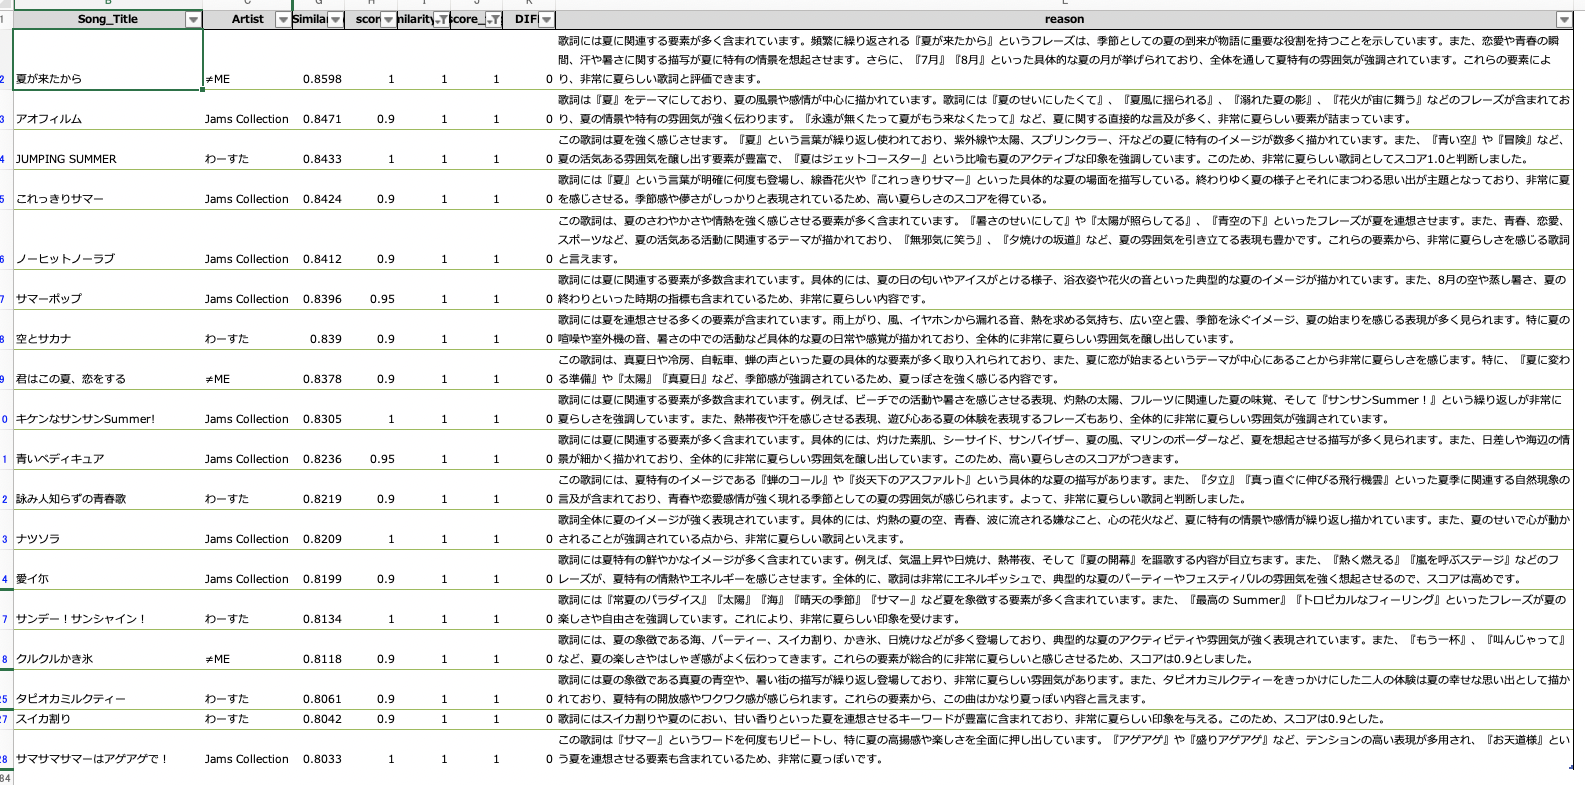 1 Song_Title Artist Similar scor milarity score_ DIF reason
歌詞には夏に関連する要素が多く含まれています。頻繁に繰り返される『夏が来たから』というフレーズは、季節としての夏の到来が物語に重要な役割を持つことを示しています。また、恋愛や青春の瞬
間、汗や暑さに関する描写が夏に特有の情景を想起させます。さらに、『7月』『8月』といった具体的な夏の月が挙げられており、全体を通して夏特有の雰囲気が強調されています。これらの要素によ
2 夏が来たから ≠ME 0.8598 1 1 1 0 り、非常に夏らしい歌詞と評価できます。
歌詞は『夏』をテーマにしており、夏の風景や感情が中心に描かれています。歌詞には『夏のせいにしたくて』、『夏風に揺られる』、『溺れた夏の影』、『花火が宙に舞う』などのフレーズが含まれてお
3 アオフィルム Jams Collection 0.8471 0.9 1 1 0 り、夏の情景や特有の雰囲気が強く伝わります。『永遠が無くたって夏がもう来なくたって』など、夏に関する直接的な言及が多く、非常に夏らしい要素が詰まっています。
この歌詞は夏を強く感じさせます。『夏』という言葉が繰り返し使われており、紫外線や太陽、スプリンクラー、汗などの夏に特有のイメージが数多く描かれています。また、『青い空』や『冒険』など、
4 JUMPING SUMMER わーすた 0.8433 1 1 1 0 夏の活気ある雰囲気を醸し出す要素が豊富で、『夏はジェットコースター』という比喩も夏のアクティブな印象を強調しています。このため、非常に夏らしい歌詞としてスコア1.0と判断しました。
歌詞には『夏』という言葉が明確に何度も登場し、線香花火や『これっきりサマー』といった具体的な夏の場面を描写している。終わりゆく夏の様子とそれにまつわる思い出が主題となっており、非常に夏
5 これっきりサマー Jams Collection 0.8424 0.9 1 1 0 を感じさせる。季節感や儚さがしっかりと表現されているため、高い夏らしさのスコアを得ている。
この歌詞は、夏のさわやかさや情熱を強く感じさせる要素が多く含まれています。『暑さのせいにして』や『太陽が照らしてる』、『青空の下』といったフレーズが夏を連想させます。また、青春、恋愛、
スポーツなど、夏の活気ある活動に関連するテーマが描かれており、『無邪気に笑う』、『夕焼けの坂道』など、夏の雰囲気を引き立てる表現も豊かです。これらの要素から、非常に夏らしさを感じる歌詞
6 ノーヒットノーラブ Jams Collection 0.8412 0.9 1 1 0 と言えます。
歌詞には夏に関連する要素が多数含まれています。具体的には、夏の日の匂いやアイスがとける様子、浴衣姿や花火の音といった典型的な夏のイメージが描かれています。また、8月の空や蒸し暑さ、夏の
7 サマーポップ Jams Collection 0.8396 0.95 1 1 0 終わりといった時期の指標も含まれているため、非常に夏らしい内容です。
歌詞には夏を連想させる多くの要素が含まれています。雨上がり、風、イヤホンから漏れる音、熱を求める気持ち、広い空と雲、季節を泳ぐイメージ、夏の始まりを感じる表現が多く見られます。特に夏の
8 空とサカナ わーすた 0.839 0.9 1 1 0 喧噪や室外機の音、暑さの中での活動など具体的な夏の日常や感覚が描かれており、全体的に非常に夏らしい雰囲気を醸し出しています。
この歌詞は、真夏日や冷房、自転車、蝉の声といった夏の具体的な要素が多く取り入れられており、また、夏に恋が始まるというテーマが中心にあることから非常に夏らしさを感じます。特に、『夏に変わ
9 君はこの夏、恋をする ≠ME 0.8378 0.9 1 1 0 る準備』や『太陽』『真夏日』など、季節感が強調されているため、夏っぽさを強く感じる内容です。
歌詞には夏に関連する要素が多数含まれています。例えば、ビーチでの活動や暑さを感じさせる表現、灼熱の太陽、フルーツに関連した夏の味覚、そして『サンサンSummer！』という繰り返しが非常に
0 キケンなサンサンSummer! Jams Collection 0.8305 1 1 1 0 夏らしさを強調しています。また、熱帯夜や汗を感じさせる表現、遊び心ある夏の体験を表現するフレーズもあり、全体的に非常に夏らしい雰囲気が強調されています。
歌詞には夏に関連する要素が多く含まれています。具体的には、灼けた素肌、シーサイド、サンバイザー、夏の風、マリンのボーダーなど、夏を想起させる描写が多く見られます。また、日差しや海辺の情
1 青いペディキュア Jams Collection 0.8236 0.95 1 1 0 景が細かく描かれており、全体的に非常に夏らしい雰囲気を醸し出しています。このため、高い夏らしさのスコアがつきます。
この歌詞には、夏特有のイメージである『蝉のコール』や『炎天下のアスファルト』という具体的な夏の描写があります。また、『夕立』『真っ直ぐに伸びる飛行機雲』といった夏季に関連する自然現象の
2 詠み人知らずの青春歌 わーすた 0.8219 0.9 1 1 0 言及が含まれており、青春や恋愛感情が強く現れる季節としての夏の雰囲気が感じられます。よって、非常に夏らしい歌詞と判断しました。
歌詞全体に夏のイメージが強く表現されています。具体的には、灼熱の夏の空、青春、波に流される嫌なこと、心の花火など、夏に特有の情景や感情が繰り返し描かれています。また、夏のせいで心が動か
3 ナツソラ Jams Collection 0.8209 1 1 1 0 されることが強調されている点から、非常に夏らしい歌詞といえます。
歌詞には夏特有の鮮やかなイメージが多く含まれています。例えば、気温上昇や日焼け、熱帯夜、そして『夏の開幕』を謳歌する内容が目立ちます。また、『熱く燃える』『嵐を呼ぶステージ』などのフ
4 愛イ尓 Jams Collection 0.8199 0.9 1 1 0 レーズが、夏特有の情熱やエネルギーを感じさせます。全体的に、歌詞は非常にエネルギッシュで、典型的な夏のパーティーやフェスティバルの雰囲気を強く想起させるので、スコアは高めです。
歌詞には『常夏のパラダイス』『太陽』『海』『晴天の季節』『サマー』など夏を象徴する要素が多く含まれています。また、『最高の Summer』『トロピカルなフィーリング』といったフレーズが夏の
7 サンデー！サンシャイン！ わーすた 0.8134 1 1 1 0 楽しさや自由さを強調しています。これにより、非常に夏らしい印象を受けます。
歌詞には、夏の象徴である海、パーティー、スイカ割り、かき氷、日焼けなどが多く登場しており、典型的な夏のアクティビティや雰囲気が強く表現されています。また、『もう一杯』、『叫んじゃって』
8 クルクルかき氷 ≠ME 0.8118 0.9 1 1 0 など、夏の楽しさやはしゃぎ感がよく伝わってきます。これらの要素が総合的に非常に夏らしいと感じさせるため、スコアは0.9としました。
歌詞には夏の象徴である真夏の青空や、暑い街の描写が繰り返し登場しており、非常に夏らしい雰囲気があります。また、タピオカミルクティーをきっかけにした二人の体験は夏の幸せな思い出として描か
25 タピオカミルクティー わーすた 0.8061 0.9 1 1 0 れており、夏特有の開放感やワクワク感が感じられます。これらの要素から、この曲はかなり夏っぽい内容と言えます。
27 スイカ割り わーすた 0.8042 0.9 1 1 0 歌詞にはスイカ割りや夏のにおい、甘い香りといった夏を連想させるキーワードが豊富に含まれており、非常に夏らしい印象を与える。このため、スコアは0.9とした。
この歌詞は『サマー』というワードを何度もリピートし、特に夏の高揚感や楽しさを全面に押し出しています。『アゲアゲ』や『盛りアゲアゲ』など、テンションの高い表現が多用され、『お天道様』とい
28 サマサマサマーはアゲアゲで！ Jams Collection 0.8033 1 1 1 0 う夏を連想させる要素も含まれているため、非常に夏っぽいです。
84